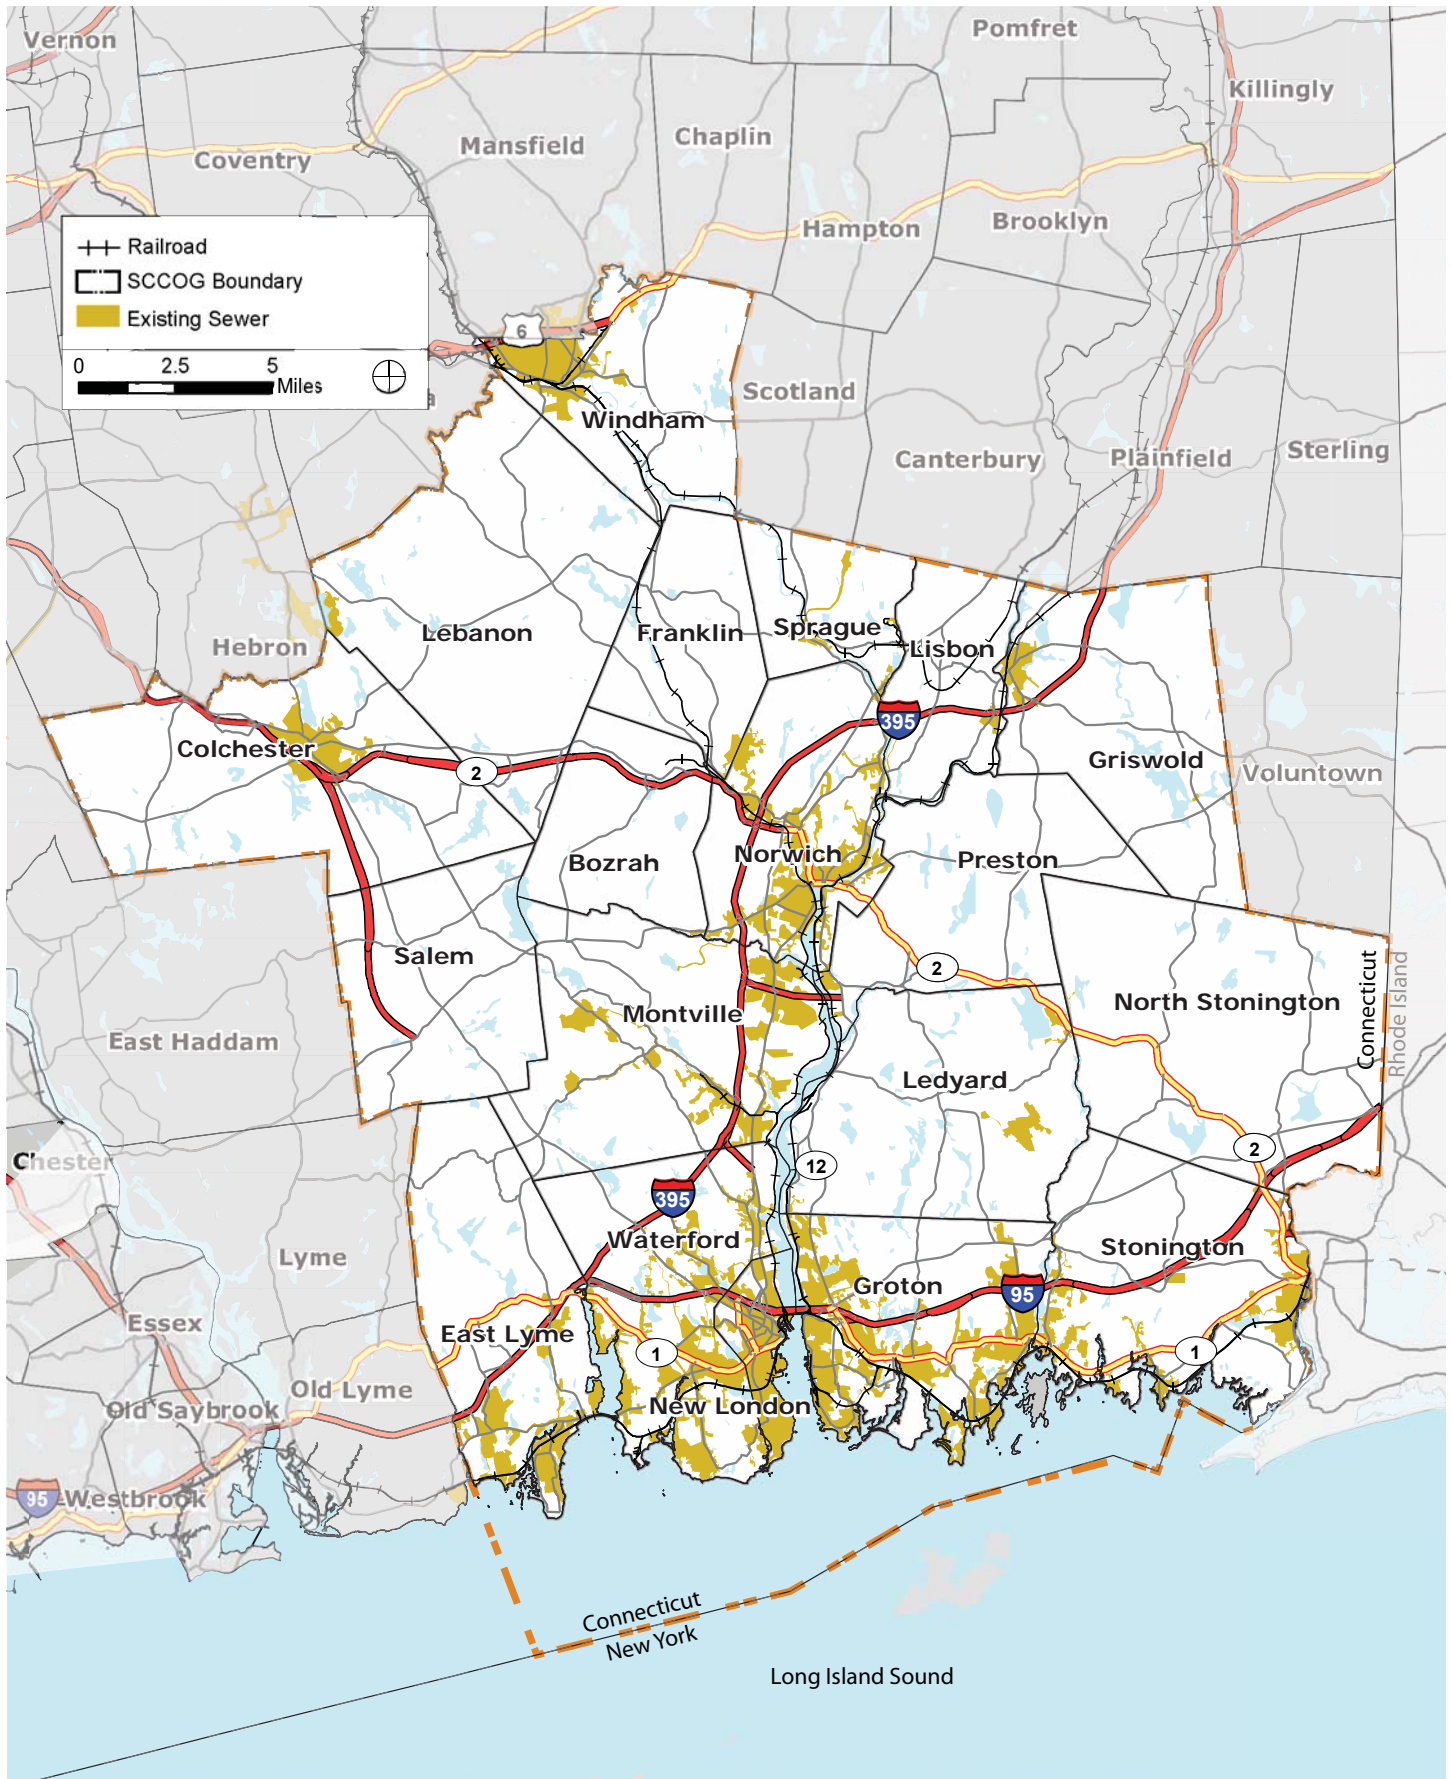 Vernon
Pomfret
Killingly
Mansfield
Chaplin
Coventry
Hampton
Brooklyn
Railroad
SCCOG Boundary
Existing Sewer
0 2.5 5
Miles
6
a
Scotland
Windham
Canterbury
Plainfield
Sterling
Hebron
Lebanon
Franklin
Sprague
Lisbon
395
Colchester
2
Griswold
Voluntown
Norwich
Bozrah
Preston
Salem
2
North Stonington
Connecticut
Rhode Island
Montville
East Haddam
Ledyard
Chester
12
2
395
Lyme
Waterford
Stonington
Groton
95
Essex
East Lyme
1
1
Old Lyme
Old Saybrook
New London
95
Westbrook
Connecticut
New York
Long Island Sound